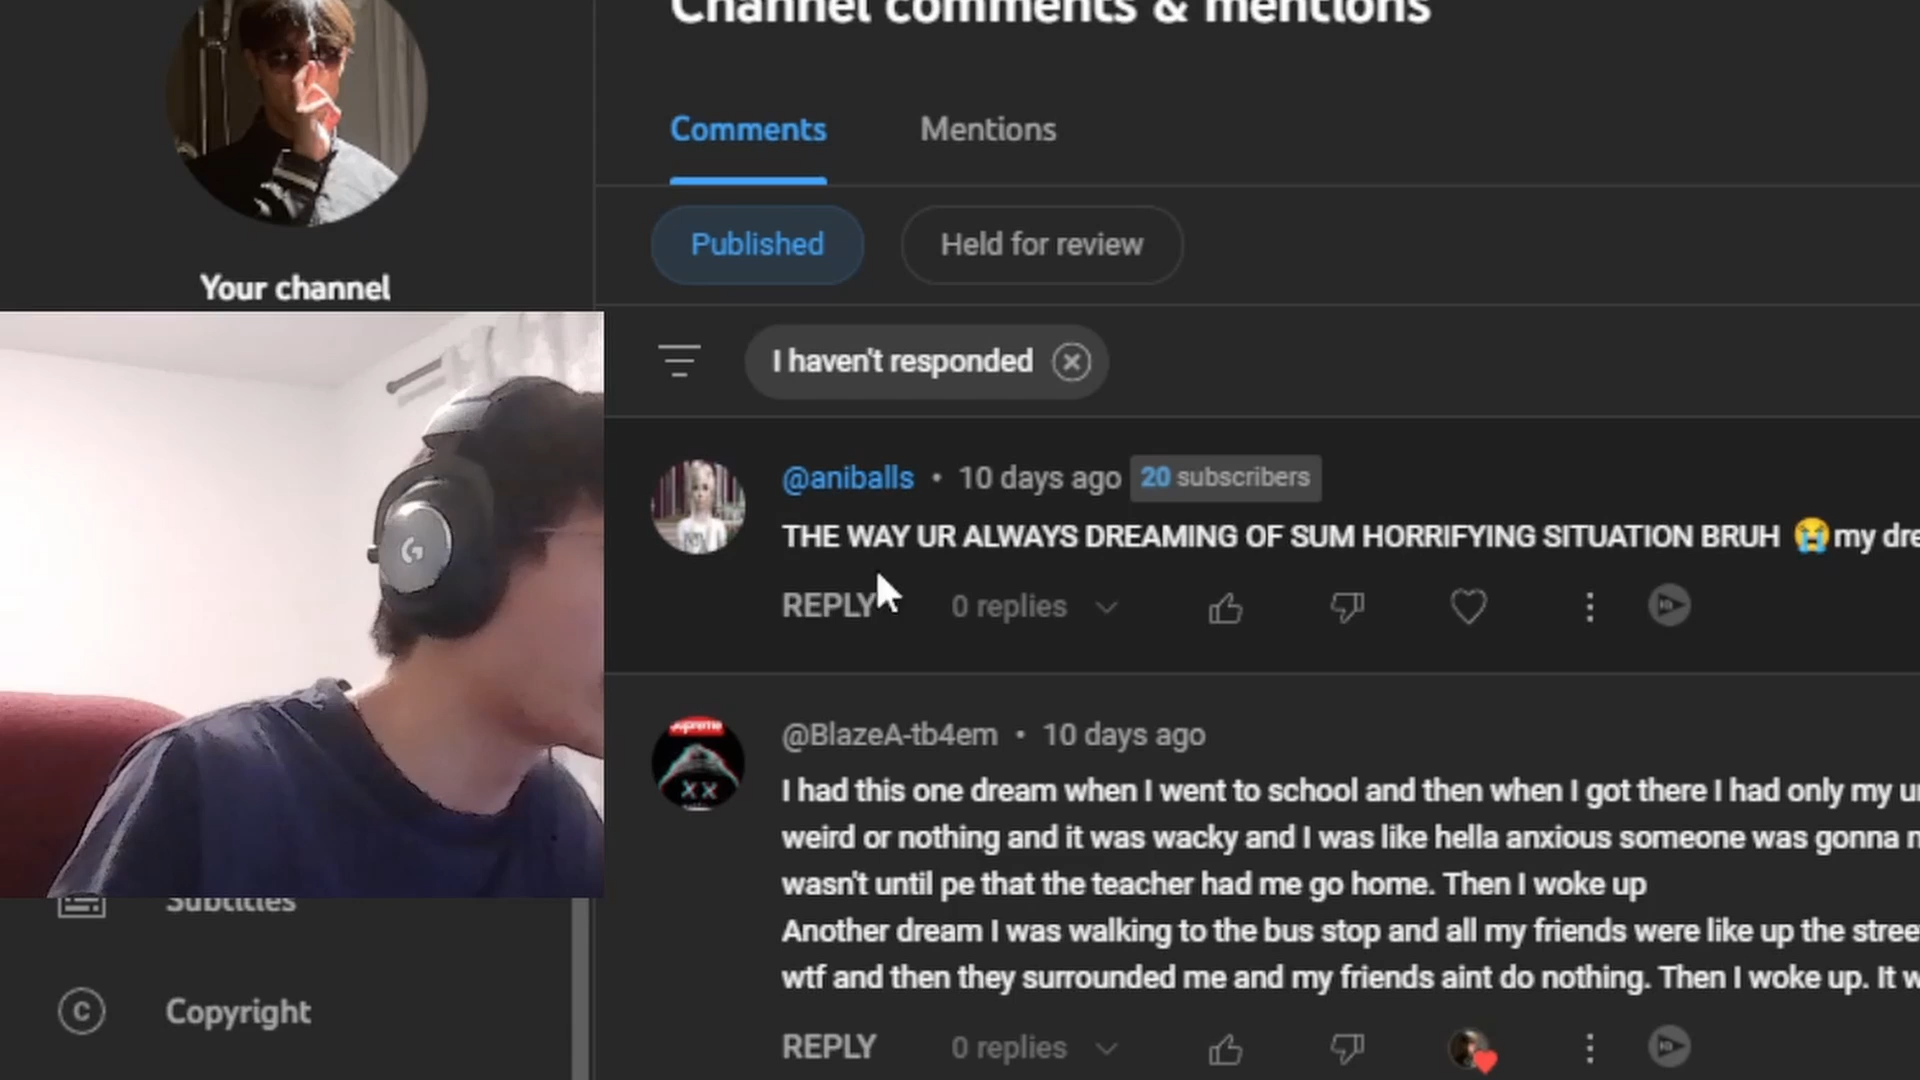 Channel comments & mentions
Comments
Mentions
Published
Held for review
Your channel
I haven't responded
@aniballs • 10 days ago 20 subscribers
THE WAY UR ALWAYS DREAMING OF SUM HORRIFYING SITUATION BRUH 😭 my
REPLY 0 replies
Supreme
@BlazeA-tb4em • 10 days ago
I had this one dream when I went to school and then when I got there I had only my
weird or nothing and it was wacky and I was like hella anxious someone was gonna
wasn't until pe that the teacher had me go home. Then I woke up
Another dream I was walking to the bus stop and all my friends were like up the
wtf and then they surrounded me and my friends aint do nothing. Then I woke up. It
REPLY 0 replies
Subtitles
Copyright